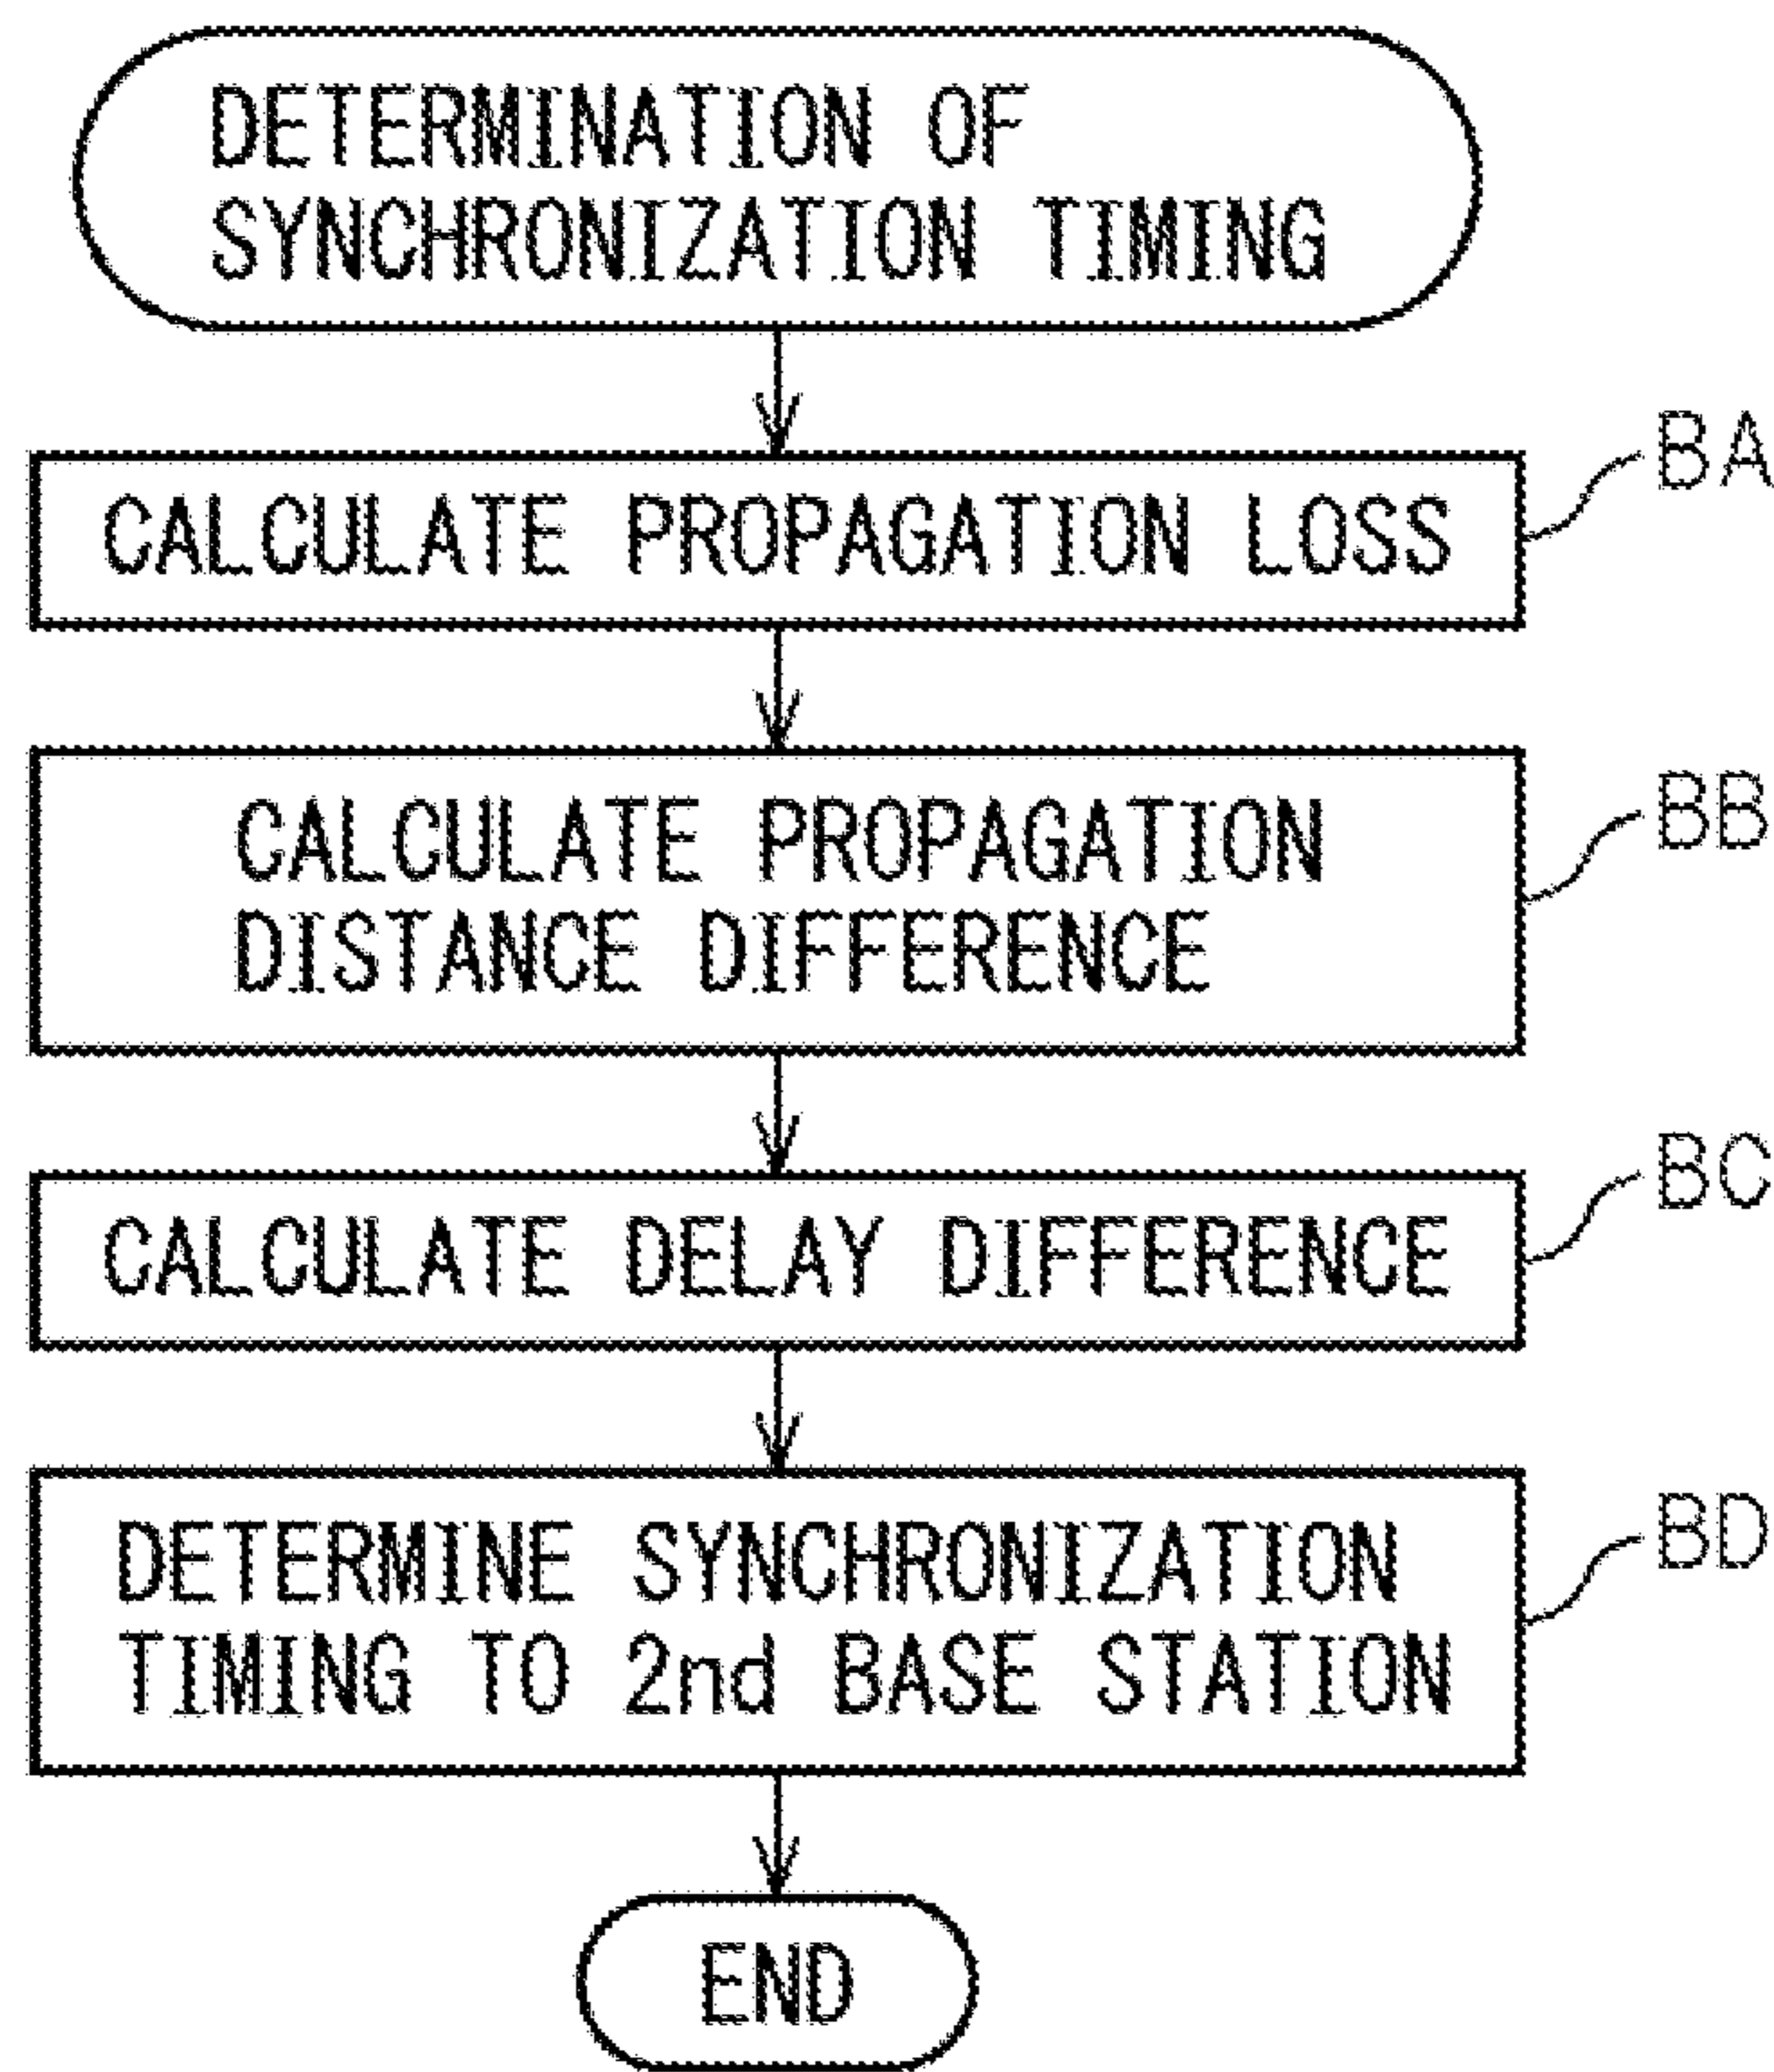 DETERMINATION OF
SYNCHRONIZATION TIMING
BA
CALCULATE PROPAGATION LOSS
BB
CALCULATE PROPAGATION
DISTANCE DIFFERENCE
BC
CALCULATE DELAY DIFFERENCE
BD
DETERMINE SYNCHRONIZATION
TIMING TO 2nd BASE STATION
END